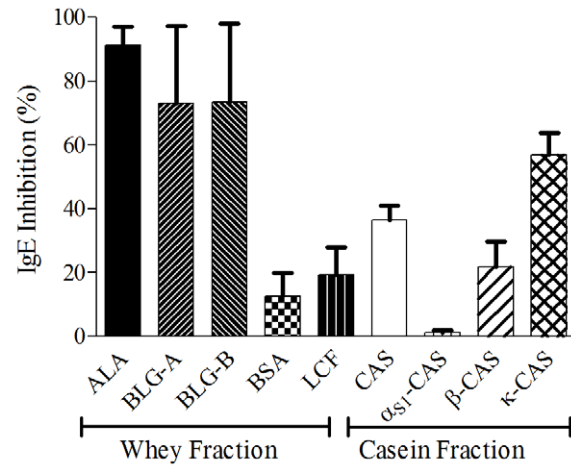 IgE Inhibition (%)
100
80
60
40
20
0
ALA
BLG-A
BLG-B
BSA
LCF
CAS
αS1-CAS
β-CAS
κ-CAS
Whey Fraction
Casein Fraction